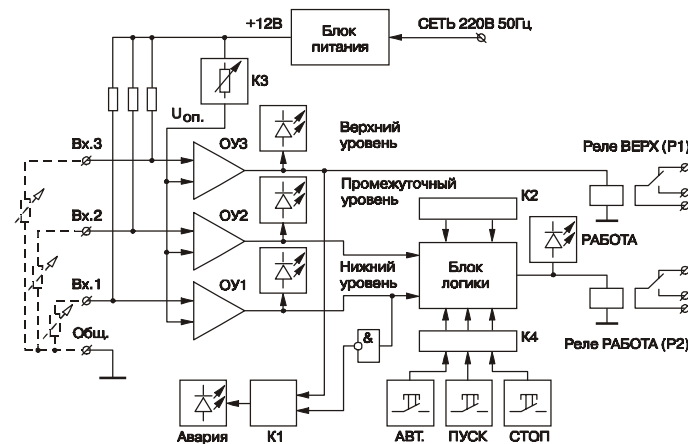 +12В
Блок
питания
СЕТЬ 220В 50Гц
К3
Uоп.
Вх.3
ОУ3
Верхний
уровень
Реле ВЕРХ (Р1)
Промежуточный
уровень
К2
Вх.2
ОУ2
РАБОТА
Нижний
уровень
Блок
логики
Вх.1
ОУ1
Общ.
&
К4
Реле РАБОТА (Р2)
Авария
К1
АВТ.
ПУСК
СТОП